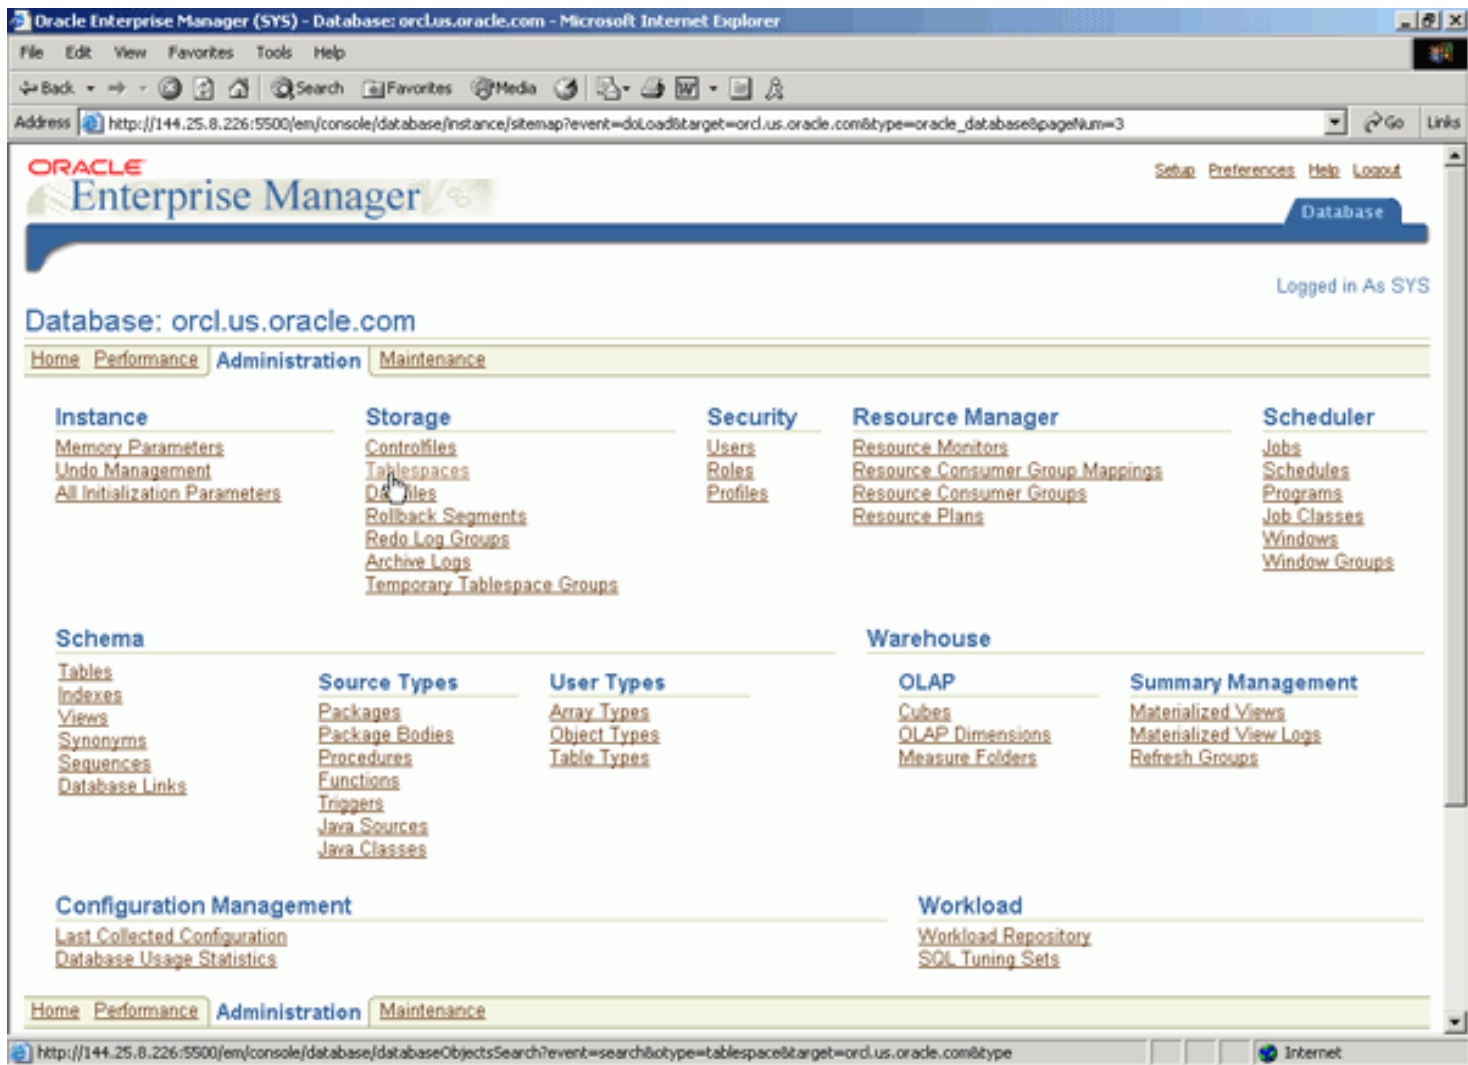 Oracle Enterprise Manager (SYS) - Database: orcl.us.oracle.com - Microsoft Internet Explorer
File Edit View Favorites Tools Help
Back Search Favorites Media
Address http://144.25.8.226:5500/em/console/database/instance/sitemap?event=doLoad&target=orcl.us.oracle.com&type=oracle_database&pageNum=3 Go Links
ORACLE
Enterprise Manager
Setup Preferences Help Logout
Database
Logged in As SYS
Database: orcl.us.oracle.com
Home Performance Administration Maintenance
Instance
Memory Parameters
Undo Management
All Initialization Parameters
Storage
Controlfiles
Tablespaces
Rollback Segments
Redo Log Groups
Archive Logs
Temporary Tablespace Groups
Security
Users
Roles
Profiles
Resource Manager
Resource Monitors
Resource Consumer Group Mappings
Resource Consumer Groups
Resource Plans
Scheduler
Jobs
Schedules
Programs
Job Classes
Windows
Window Groups
Schema
Tables
Indexes
Views
Synonyms
Sequences
Database Links
Source Types
Packages
Package Bodies
Procedures
Functions
Triggers
Java Sources
Java Classes
User Types
Array Types
Object Types
Table Types
Warehouse
OLAP
Cubes
OLAP Dimensions
Measure Folders
Summary Management
Materialized Views
Materialized View Logs
Refresh Groups
Configuration Management
Last Collected Configuration
Database Usage Statistics
Workload
Workload Repository
SQL Tuning Sets
Home Performance Administration Maintenance
http://144.25.8.226:5500/em/console/database/databaseObjectsSearch?event=search&otype=tablespace&target=orcl.us.oracle.com&type Internet